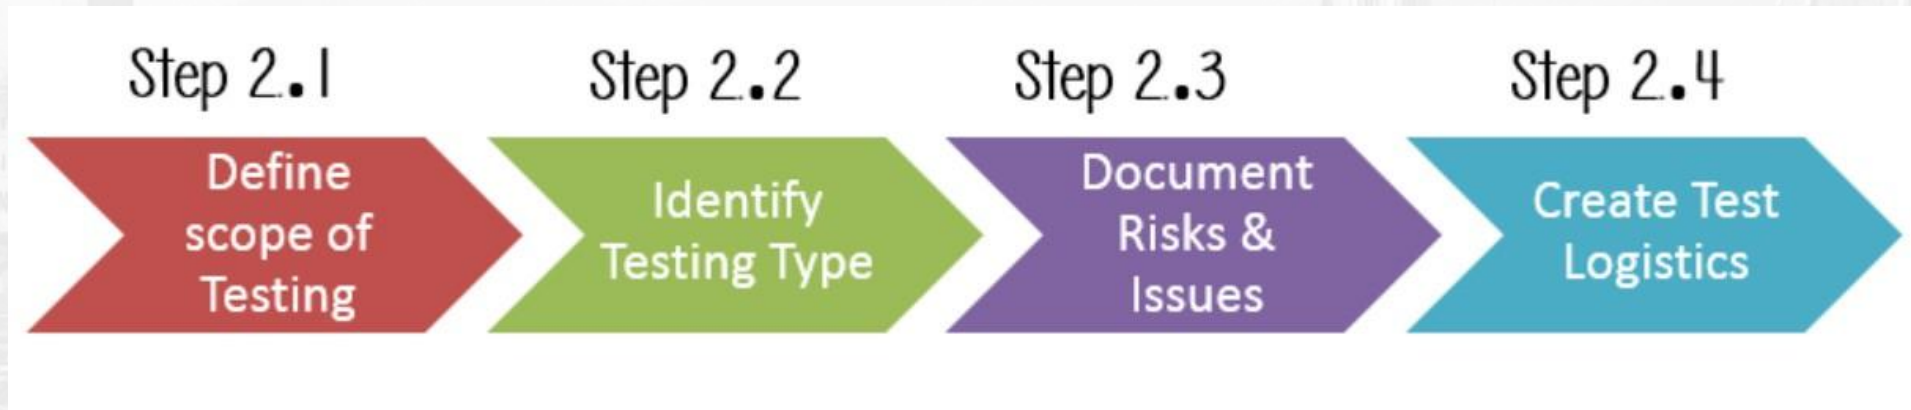 Step 2.1
Define
scope of
Testing
Step 2.2
Identify
Testing Type
Step 2.3
Document
Risks &
Issues
Step 2.4
Create Test
Logistics